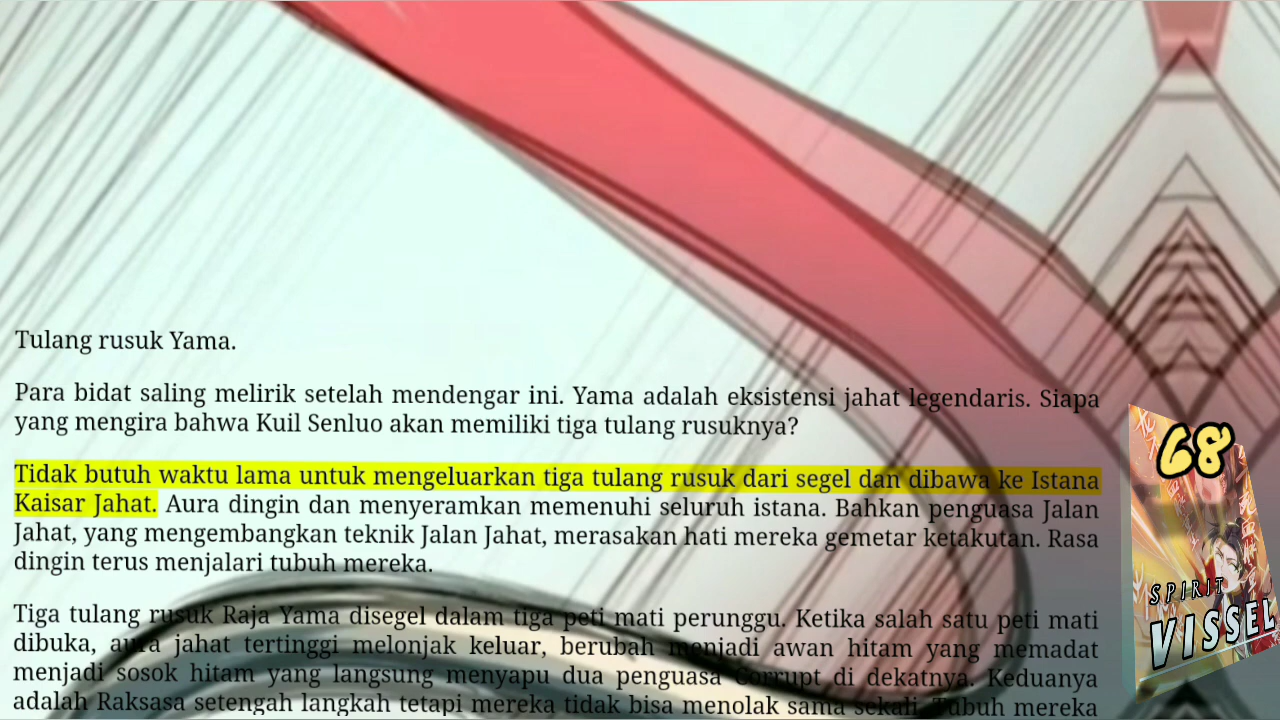 Tulang rusuk Yama.
Para bidat saling melirik setelah mendengar ini. Yama adalah eksistensi jahat legendaris. Siapa
yang mengira bahwa Kuil Senluo akan memiliki tiga tulang rusuknya?
Tidak butuh waktu lama untuk mengeluarkan tiga tulang rusuk dari segel dan dibawa ke Istana
Kaisar Jahat. Aura dingin dan menyeramkan memenuhi seluruh istana. Bahkan penguasa Jalan
Jahat, yang mengembangkan teknik Jalan Jahat, merasakan hati mereka gemetar ketakutan. Rasa
dingin terus menjalari tubuh mereka.
Tiga tulang rusuk Raja Yama disegel dalam tiga peti mati perunggu. Ketika salah satu peti mati
dibuka, aura jahat tertinggi melonjak keluar, berubah menjadi awan hitam yang memadat
menjadi sosok hitam yang langsung menyapu dua penguasa Corrupt di dekatnya. Keduanya
adalah Raksasa setengah langkah tetapi mereka tidak bisa menolak sama sekali. Tubuh mereka
68
SPIRIT
VISSEL